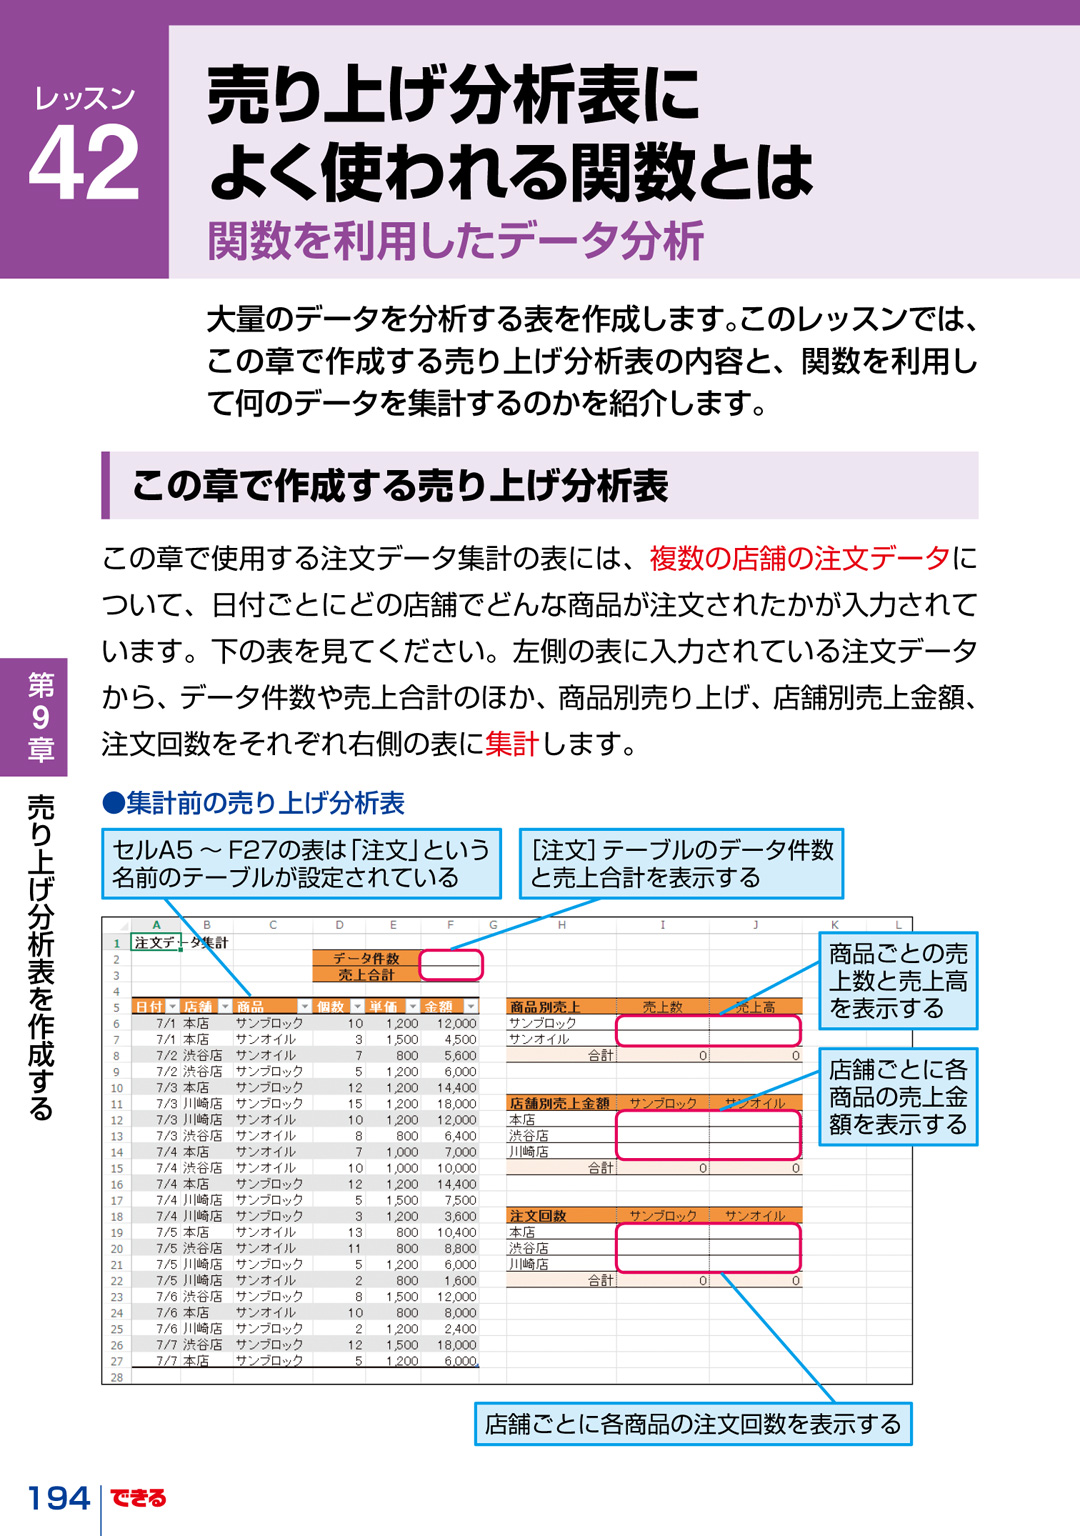 レッスン
42
売り上げ分析表に
よく使われる関数とは
関数を利用したデータ分析
大量のデータを分析する表を作成します。このレッスンでは、
この章で作成する売り上げ分析表の内容と、関数を利用し
て何のデータを集計するのかを紹介します。
この章で作成する売り上げ分析表
この章で使用する注文データ集計の表には、複数の店舗の注文データに
ついて、日付ごとにどの店舗でどんな商品が注文されたかが入力されて
います。下の表を見てください。左側の表に入力されている注文データ
から、データ件数や売上合計のほか、商品別売り上げ、店舗別売上金額、
注文回数をそれぞれ右側の表に集計します。
第9章
売り上げ分析表を作成する
●集計前の売り上げ分析表
セルA5 ～ F27の表は「注文」という
名前のテーブルが設定されている
[注文] テーブルのデータ件数
と売上合計を表示する
A B C D E F G H I J K L
1 注文データ集計
2 データ件数
3 売上合計
4
5 日付 店舗 商品 個数 単価 金額 商品別売上 売上数 売上高
6 7/1 本店 サンブロック 10 1,200 12,000 サンブロック
7 7/1 本店 サンオイル 3 1,500 4,500 サンオイル
8 7/2 渋谷店 サンオイル 7 800 5,600 合計 0 0
9 7/2 渋谷店 サンブロック 5 1,200 6,000
10 7/3 本店 サンブロック 12 1,200 14,400
11 7/3 川崎店 サンブロック 15 1,200 18,000 店舗別売上金額 サンブロック サンオイル
12 7/3 川崎店 サンオイル 10 1,200 12,000 本店
13 7/3 渋谷店 サンオイル 8 800 6,400 渋谷店
14 7/4 本店 サンオイル 7 1,000 7,000 川崎店
15 7/4 渋谷店 サンオイル 10 1,000 10,000 合計 0 0
16 7/4 本店 サンブロック 12 1,200 14,400
17 7/4 川崎店 サンブロック 5 1,500 7,500
18 7/4 川崎店 サンブロック 3 1,200 3,600 注文回数 サンブロック サンオイル
19 7/5 本店 サンオイル 13 800 10,400 本店
20 7/5 渋谷店 サンオイル 11 800 8,800 渋谷店
21 7/5 川崎店 サンブロック 5 1,200 6,000 川崎店
22 7/5 川崎店 サンオイル 2 800 1,600 合計 0 0
23 7/6 渋谷店 サンブロック 8 1,500 12,000
24 7/6 本店 サンオイル 10 800 8,000
25 7/6 川崎店 サンブロック 2 1,200 2,400
26 7/7 渋谷店 サンブロック 12 1,500 18,000
27 7/7 本店 サンブロック 5 1,200 6,000
28
商品ごとの売
上数と売上高
を表示する
店舗ごとに各
商品の売上金
額を表示する
店舗ごとに各商品の注文回数を表示する
194 できる